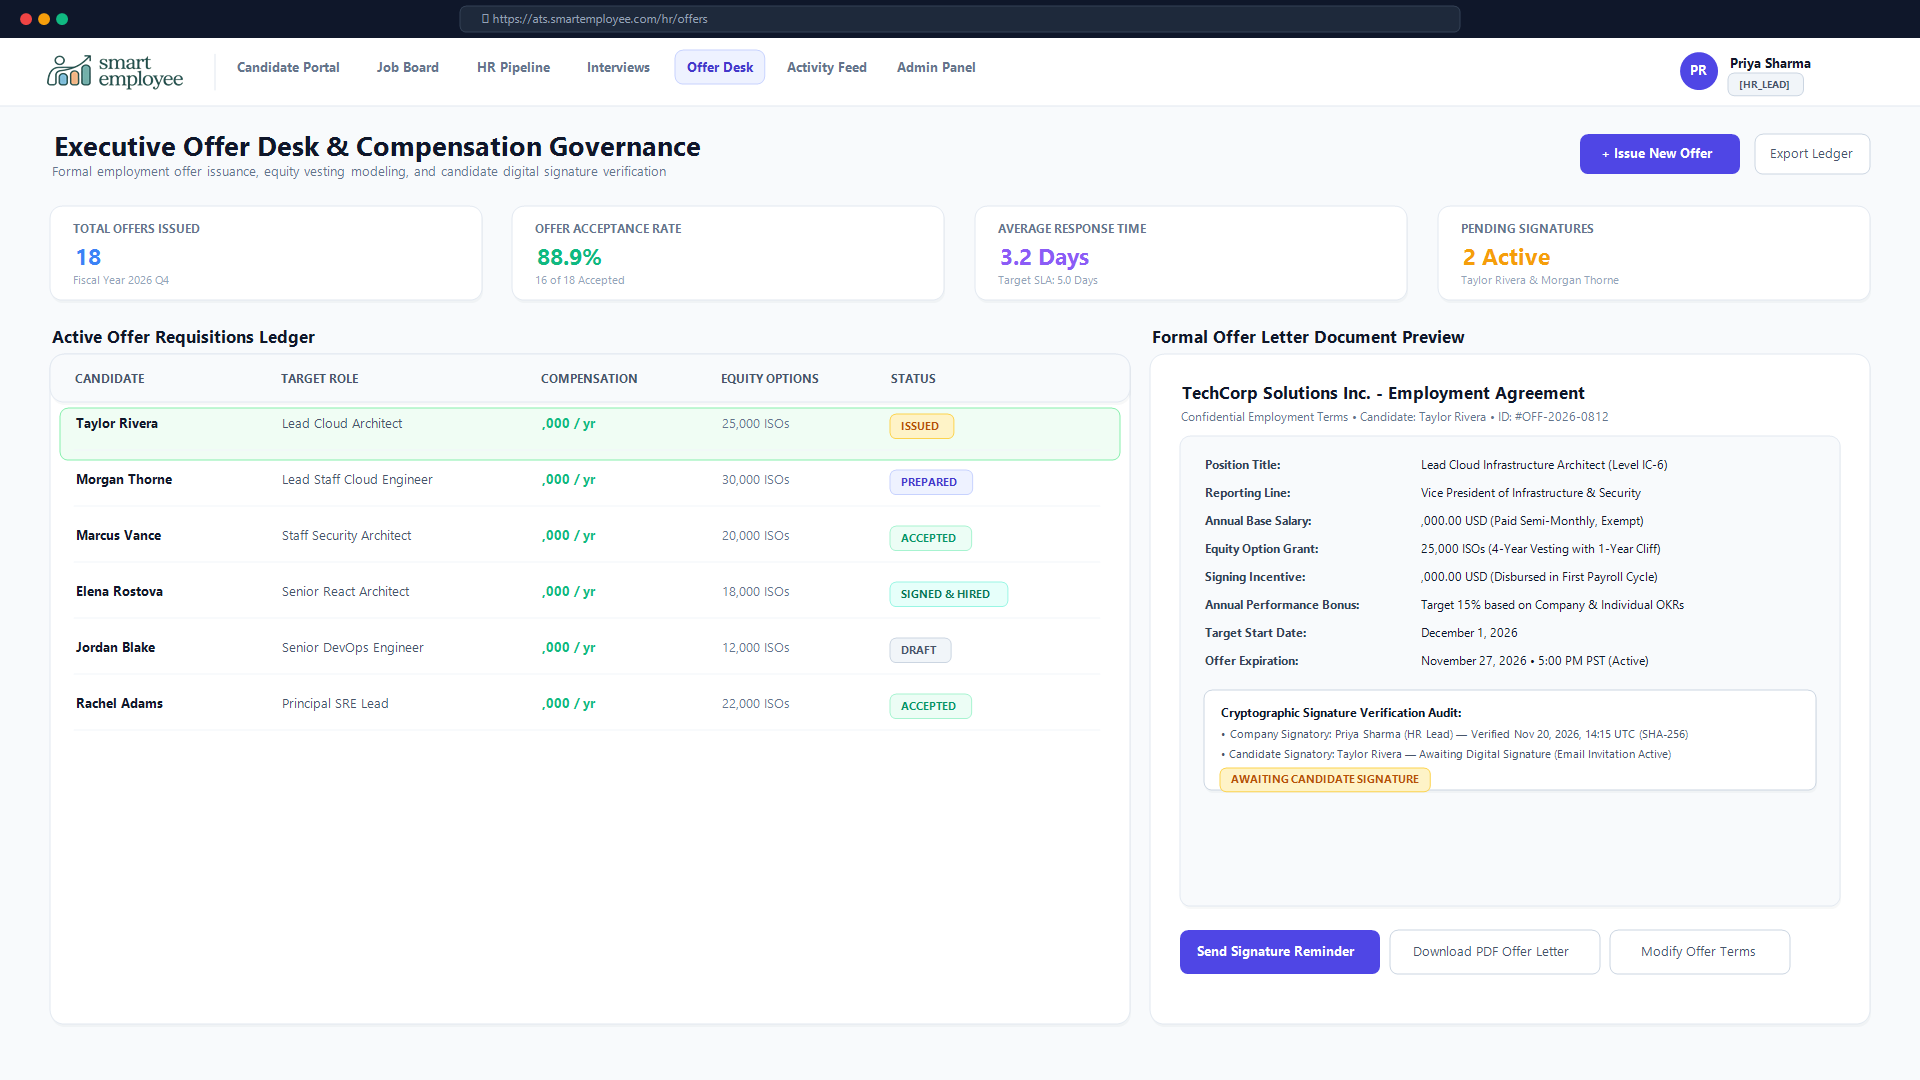 https://ats.smartemployee.com/hr/offers
smart employee
Candidate Portal
Job Board
HR Pipeline
Interviews
Offer Desk
Activity Feed
Admin Panel
PR
Priya Sharma
[HR_LEAD]
Executive Offer Desk & Compensation Governance
Formal employment offer issuance, equity vesting modeling, and candidate digital signature verification
+ Issue New Offer
Export Ledger
TOTAL OFFERS ISSUED
18
Fiscal Year 2026 Q4
OFFER ACCEPTANCE RATE
88.9%
16 of 18 Accepted
AVERAGE RESPONSE TIME
3.2 Days
Target SLA: 5.0 Days
PENDING SIGNATURES
2 Active
Taylor Rivera & Morgan Thorne
Active Offer Requisitions Ledger
CANDIDATE TARGET ROLE COMPENSATION EQUITY OPTIONS STATUS
Taylor Rivera Lead Cloud Architect ,000 / yr 25,000 ISOs ISSUED
Morgan Thorne Lead Staff Cloud Engineer ,000 / yr 30,000 ISOs PREPARED
Marcus Vance Staff Security Architect ,000 / yr 20,000 ISOs ACCEPTED
Elena Rostova Senior React Architect ,000 / yr 18,000 ISOs SIGNED & HIRED
Jordan Blake Senior DevOps Engineer ,000 / yr 12,000 ISOs DRAFT
Rachel Adams Principal SRE Lead ,000 / yr 22,000 ISOs ACCEPTED
Formal Offer Letter Document Preview
TechCorp Solutions Inc. - Employment Agreement
Confidential Employment Terms • Candidate: Taylor Rivera • ID: #OFF-2026-0812
Position Title: Lead Cloud Infrastructure Architect (Level IC-6)
Reporting Line: Vice President of Infrastructure & Security
Annual Base Salary: ,000.00 USD (Paid Semi-Monthly, Exempt)
Equity Option Grant: 25,000 ISOs (4-Year Vesting with 1-Year Cliff)
Signing Incentive: ,000.00 USD (Disbursed in First Payroll Cycle)
Annual Performance Bonus: Target 15% based on Company & Individual OKRs
Target Start Date: December 1, 2026
Offer Expiration: November 27, 2026 • 5:00 PM PST (Active)
Cryptographic Signature Verification Audit:
• Company Signatory: Priya Sharma (HR Lead) — Verified Nov 20, 2026, 14:15 UTC (SHA-256)
• Candidate Signatory: Taylor Rivera — Awaiting Digital Signature (Email Invitation Active)
AWAITING CANDIDATE SIGNATURE
Send Signature Reminder
Download PDF Offer Letter
Modify Offer Terms